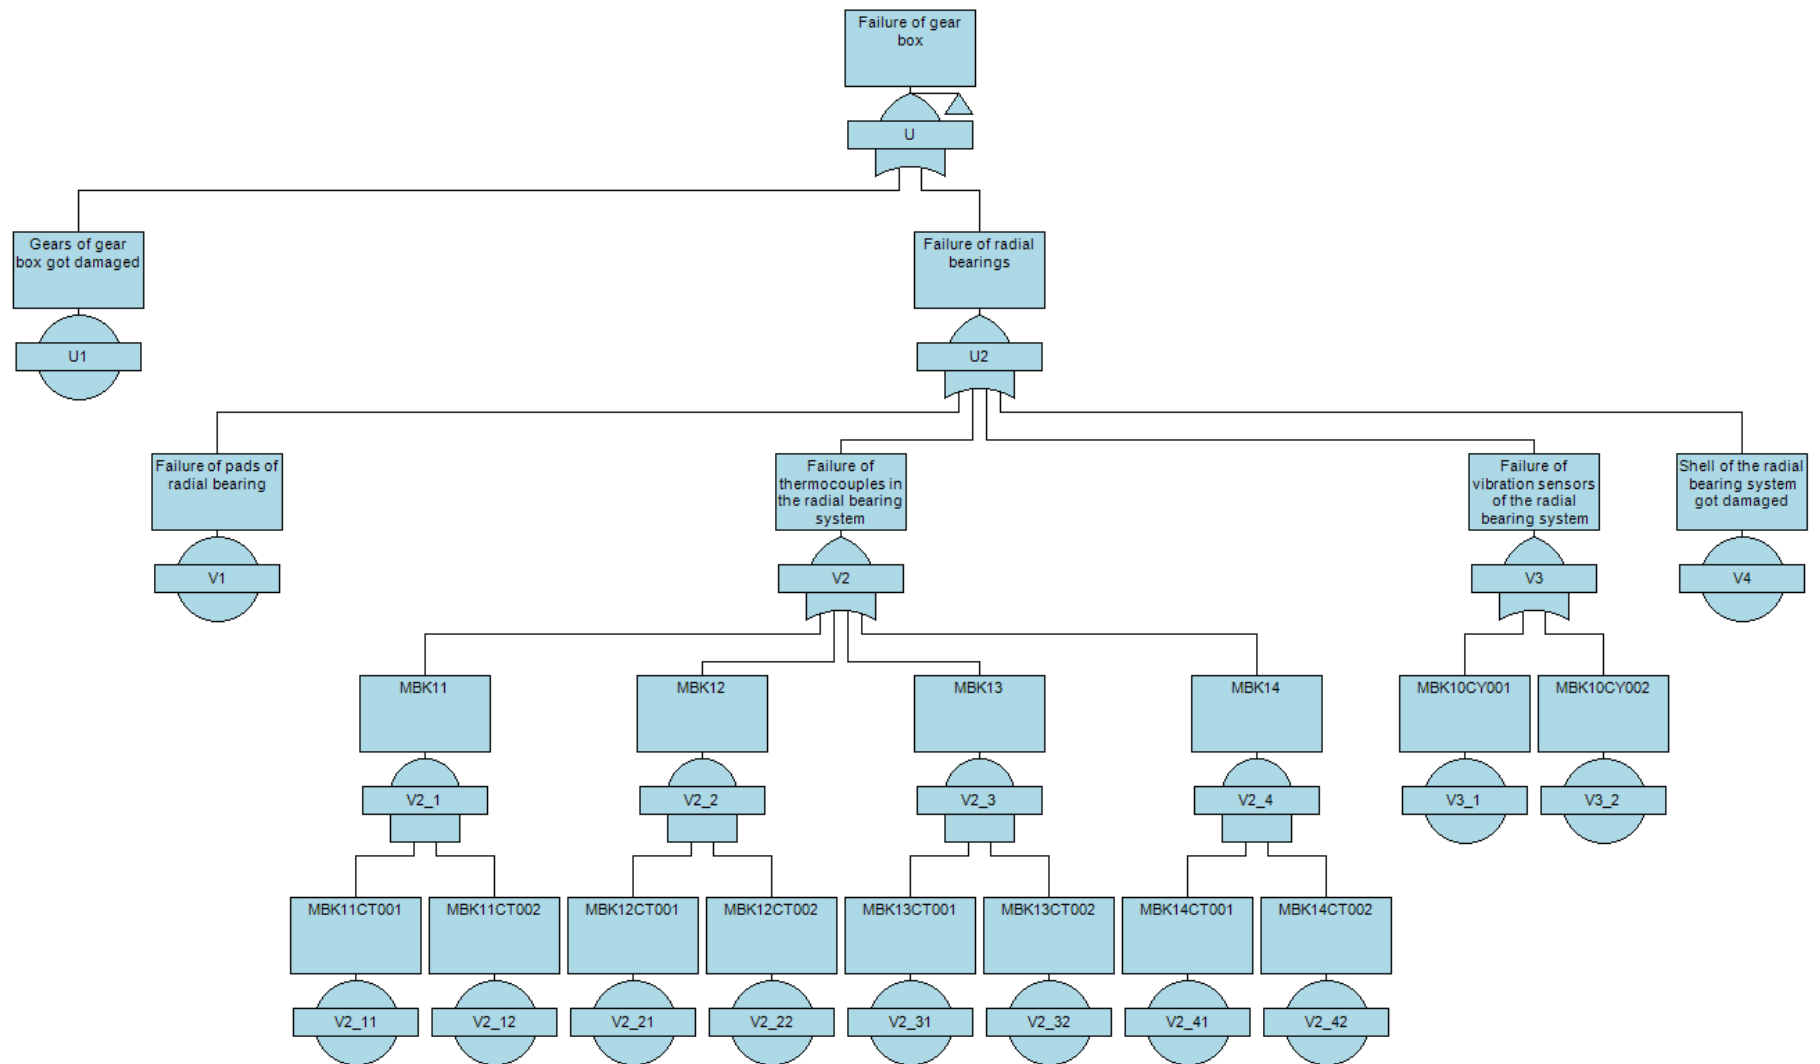 Failure of gear
box
U
Gears of gear
box got damaged
U1
Failure of radial
bearings
U2
Failure of pads of
radial bearing
V1
Failure of
thermocouples in
the radial bearing
system
V2
Failure of
vibration sensors
of the radial
bearing system
V3
Shell of the radial
bearing system
got damaged
V4
MBK11
V2_1
MBK12
V2_2
MBK13
V2_3
MBK14
V2_4
MBK10CY001
V3_1
MBK10CY002
V3_2
MBK11CT001
V2_11
MBK11CT002
V2_12
MBK12CT001
V2_21
MBK12CT002
V2_22
MBK13CT001
V2_31
MBK13CT002
V2_32
MBK14CT001
V2_41
MBK14CT002
V2_42